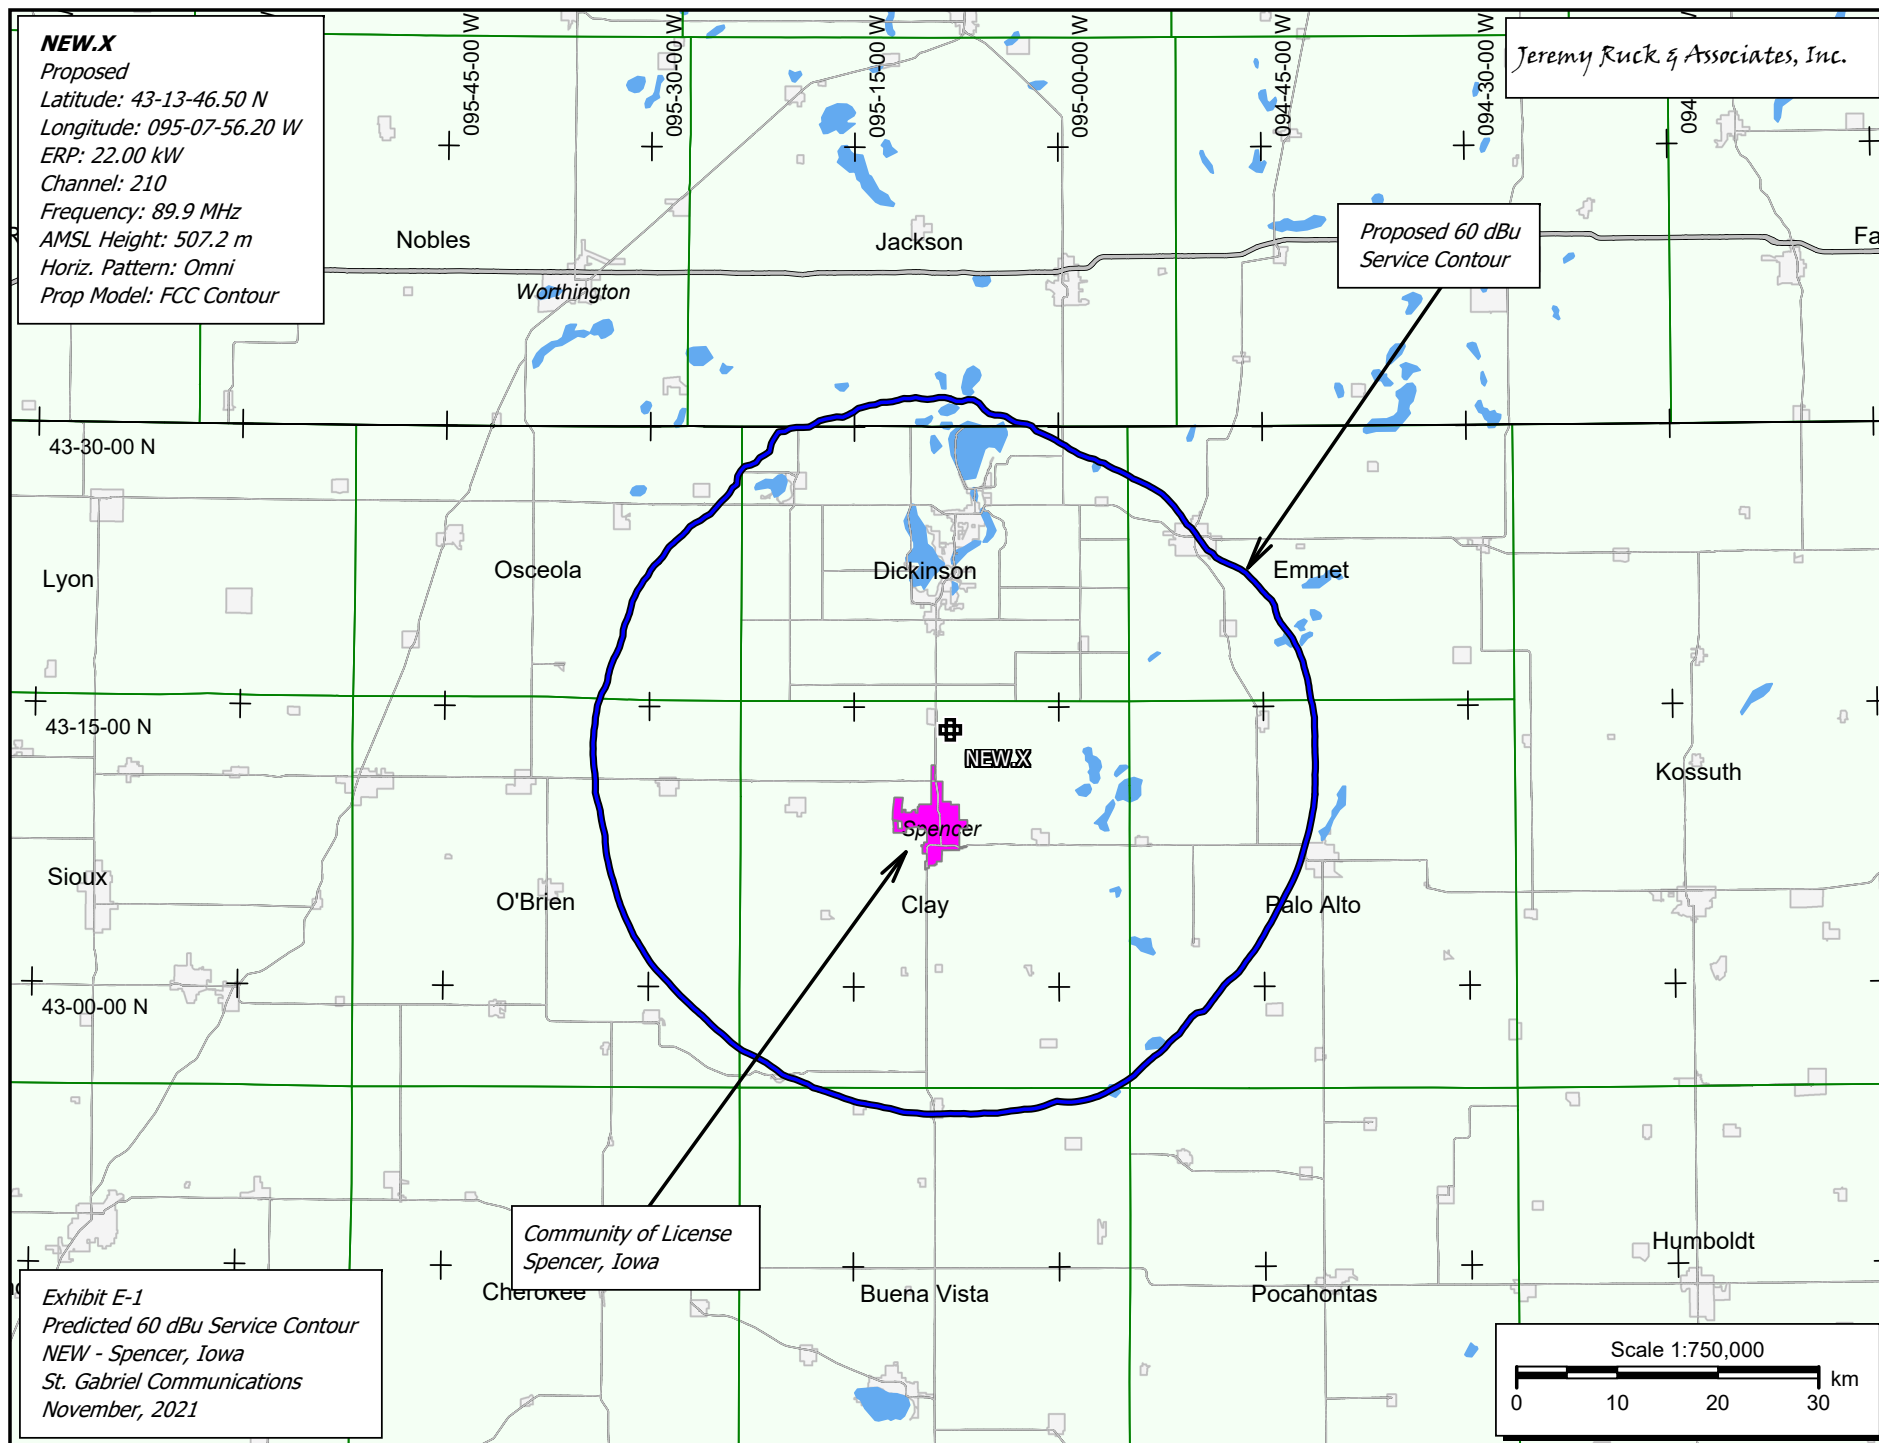 NEW.X
Proposed
Latitude: 43-13-46.50 N
Longitude: 095-07-56.20 W
ERP: 22.00 kW
Channel: 210
Frequency: 89.9 MHz
AMSL Height: 507.2 m
Horiz. Pattern: Omni
Prop Model: FCC Contour
095-45-00 W
095-30-00 W
095-15-00 W
095-00-00 W
094-45-00 W
094-30-00 W
094
Jeremy Ruck & Associates, Inc.
Nobles
Jackson
Fa
Proposed 60 dBu
Service Contour
Worthington
43-30-00 N
Lyon
Osceola
Dickinson
Emmet
43-15-00 N
NEW.X
Kossuth
Spencer
Sioux
O'Brien
Clay
Palo Alto
43-00-00 N
Community of License
Spencer, Iowa
Humboldt
Cherokee
Buena Vista
Pocahontas
Exhibit E-1
Predicted 60 dBu Service Contour
NEW - Spencer, Iowa
St. Gabriel Communications
November, 2021
Scale 1:750,000
km
0 10 20 30